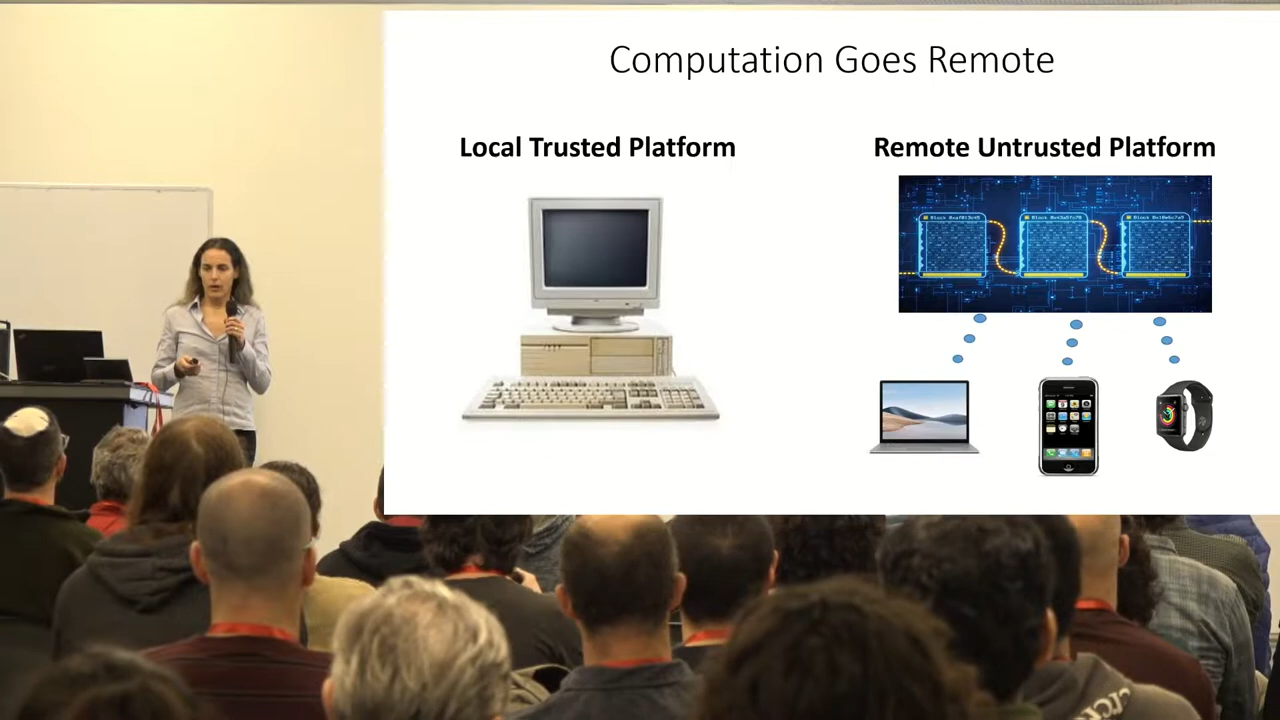 Computation Goes Remote
Local Trusted Platform
Remote Untrusted Platform